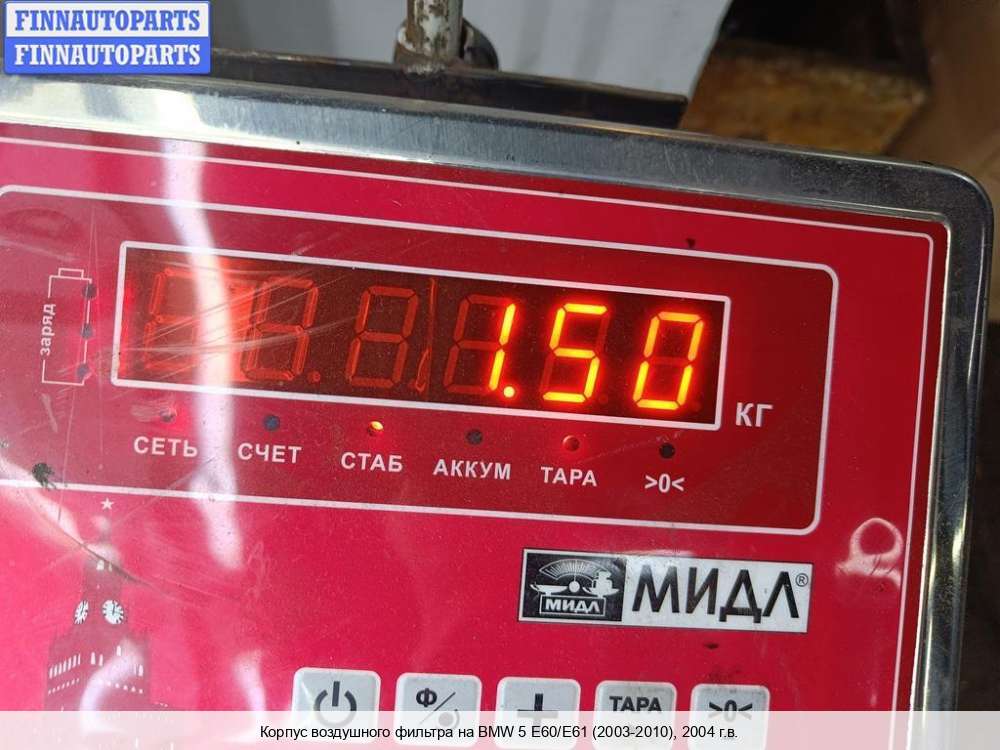 FINNAUTOPARTS
FINNAUTOPARTS
заряд
1.50
КГ
СЕТЬ СЧЕТ СТАБ АККУМ ТАРА >0<
МИДЛ
МИДЛ®
Ф
ТАРА
>0<
Корпус воздушного фильтра на BMW 5 E60/E61 (2003-2010), 2004 г.в.